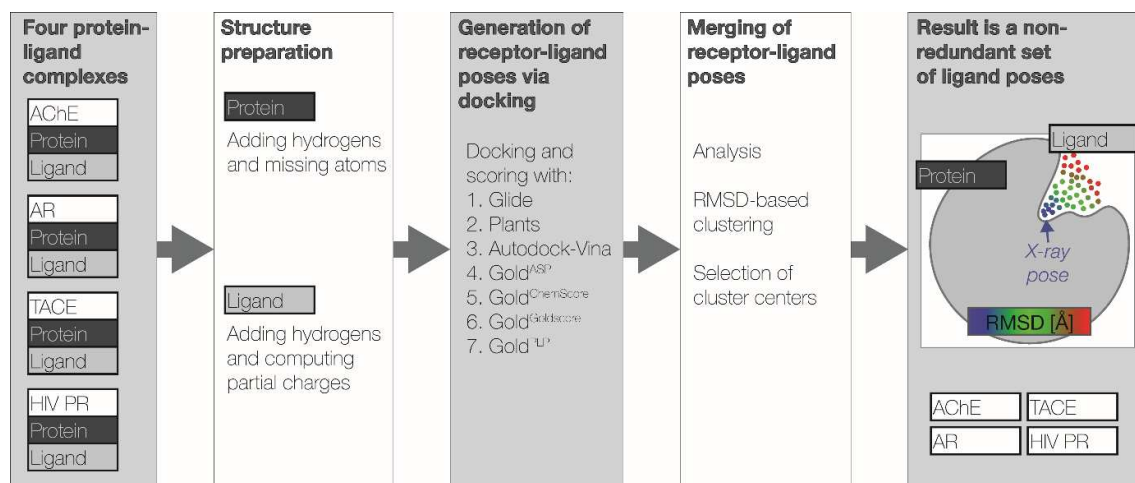 Four protein-
ligand
complexes
AChE
Protein
Ligand
AR
Protein
Ligand
TACE
Protein
Ligand
HIV PR
Protein
Ligand
Structure
preparation
Protein
Adding hydrogens
and missing atoms
Ligand
Adding hydrogens
and computing
partial charges
Generation of
receptor-ligand
poses via
docking
Docking and
scoring with:
1. Glide
2. Plants
3. Autodock-Vina
4. Gold ASP
5. Gold ChemScore
6. Gold Goldscore
7. Gold PLP
Merging of
receptor-ligand
poses
Analysis
RMSD-based
clustering
Selection of
cluster centers
Result is a non-
redundant set
of ligand poses
Ligand
Protein
X-ray
pose
RMSD [Å]
AChE
TACE
AR
HIV PR